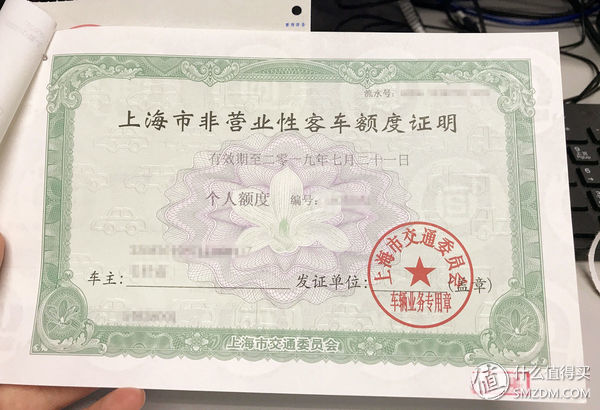 流水号:
上海市非营业性客车额度证明
有效期至二零一九年七月二十一日
个人额度 编号:
车主: 发证单位: (盖章)
上海市交通委员会
车辆业务专用章
上海市交通委员会
值 什么值得买
SMZDM.COM